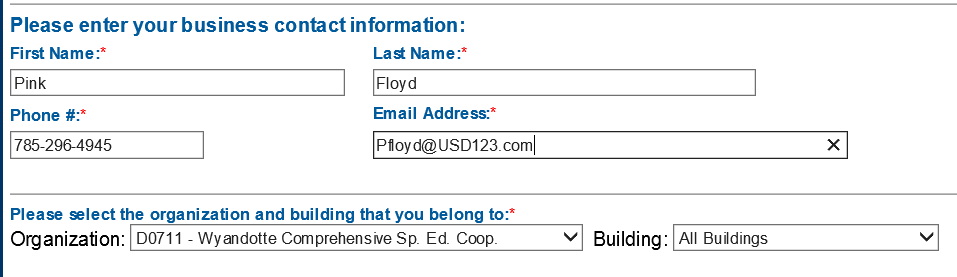 Please enter your business contact information:
First Name:* Last Name:*
Pink Floyd
Phone #:* Email Address:*
785-296-4945 Pfloyd@USD123.com
Please select the organization and building that you belong to:*
Organization: D0711 - Wyandotte Comprehensive Sp. Ed. Coop. Building: All Buildings